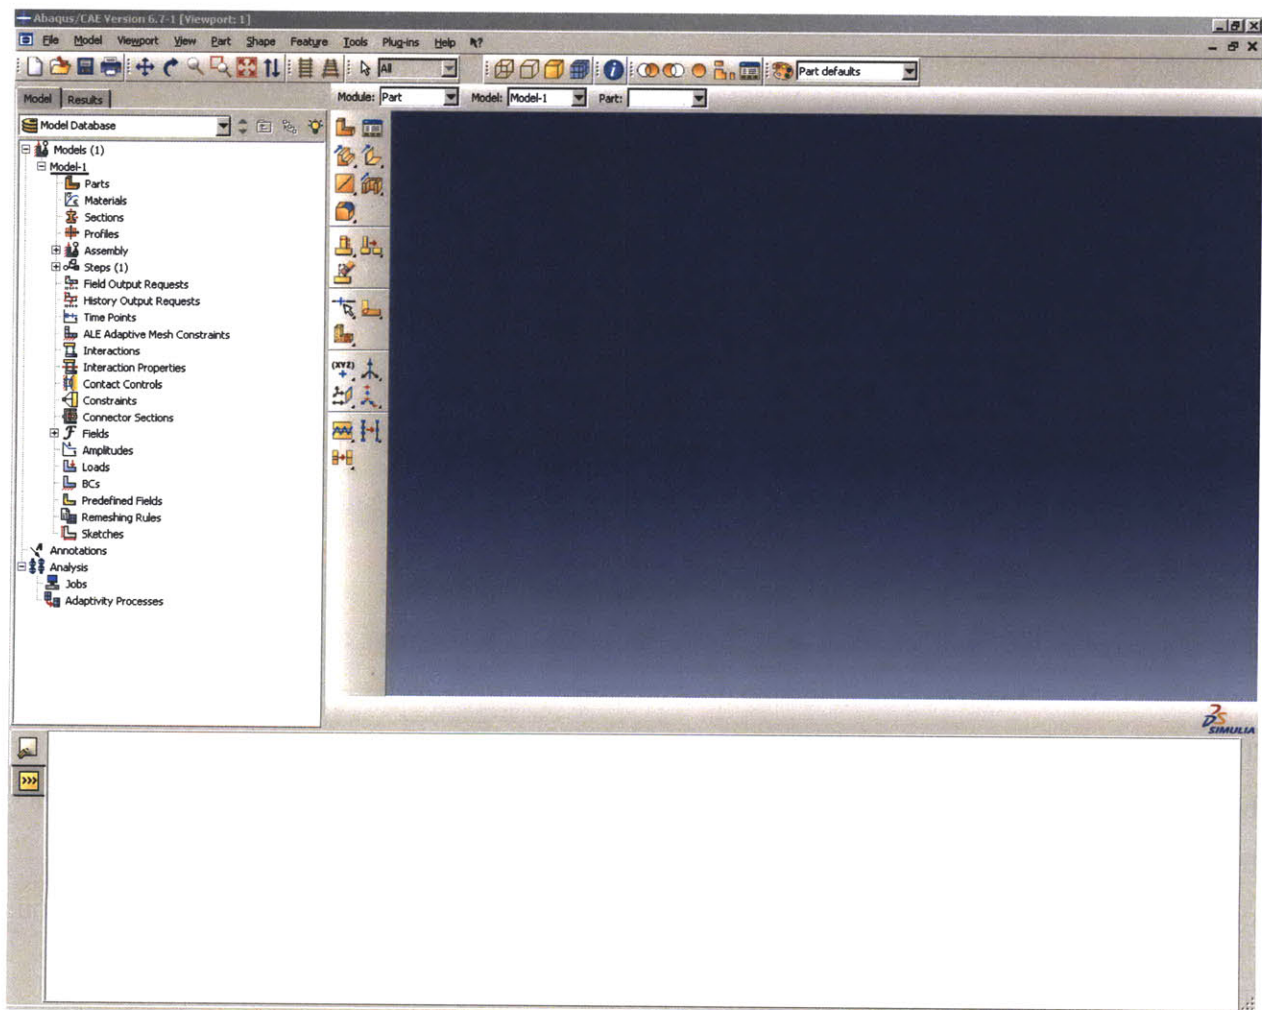 Abaqus/CAE Version 6.7-1 [Viewport: 1]
File Model Viewport View Part Shape Feature Tools Plug-ins Help
All
Part defaults
Model Results
Module: Part Model: Model-1 Part:
Model Database
Models (1)
Model-1
Parts
Materials
Sections
Profiles
Assembly
Steps (1)
Field Output Requests
History Output Requests
Time Points
ALE Adaptive Mesh Constraints
Interactions
Interaction Properties
Contact Controls
Constraints
Connector Sections
Fields
Amplitudes
Loads
BCs
Predefined Fields
Remeshing Rules
Sketches
Annotations
Analysis
Jobs
Adaptivity Processes
(XYZ)
SIMULIA